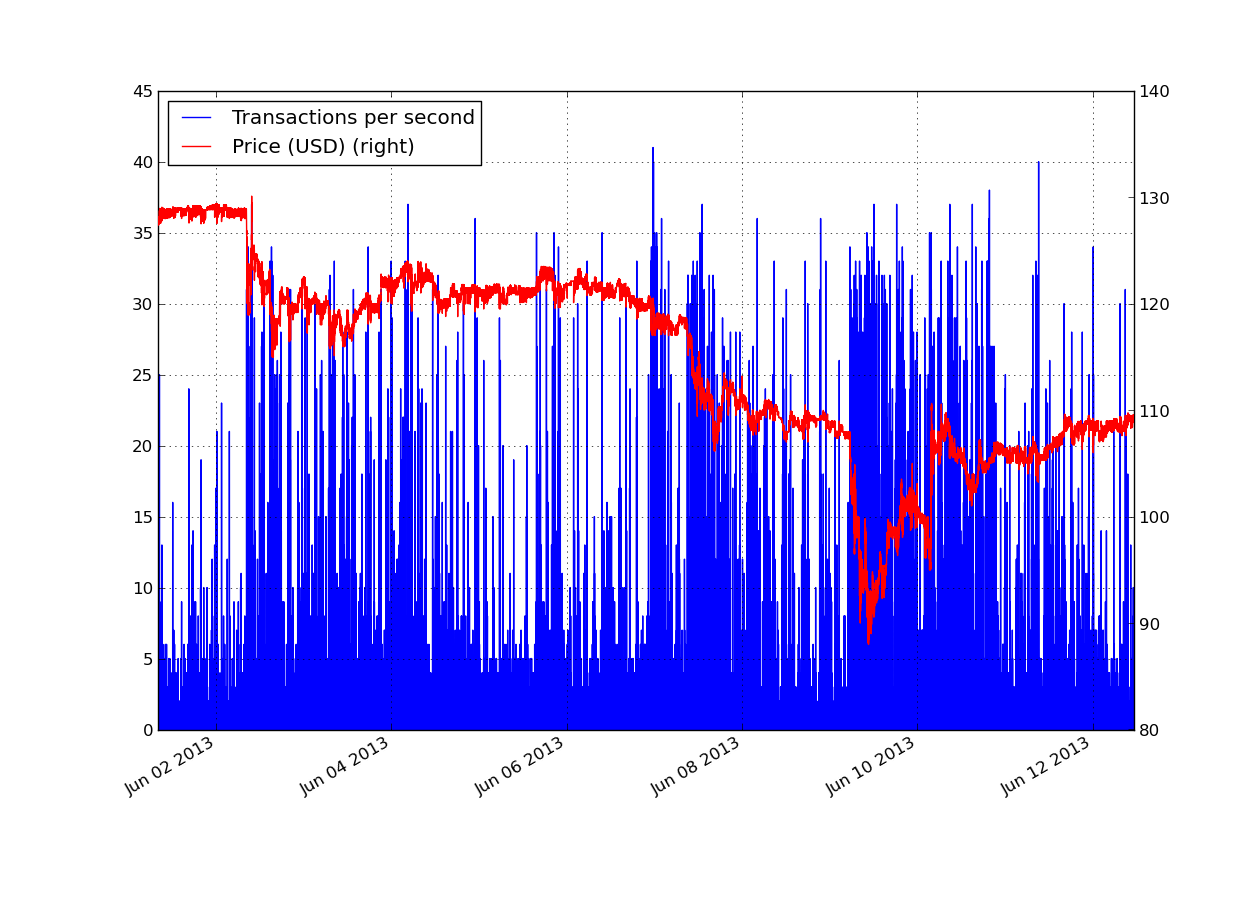 Transactions per second
Price (USD) (right)
45
40
35
30
25
20
15
10
5
0
140
130
120
110
100
90
80
Jun 02 2013
Jun 04 2013
Jun 06 2013
Jun 08 2013
Jun 10 2013
Jun 12 2013